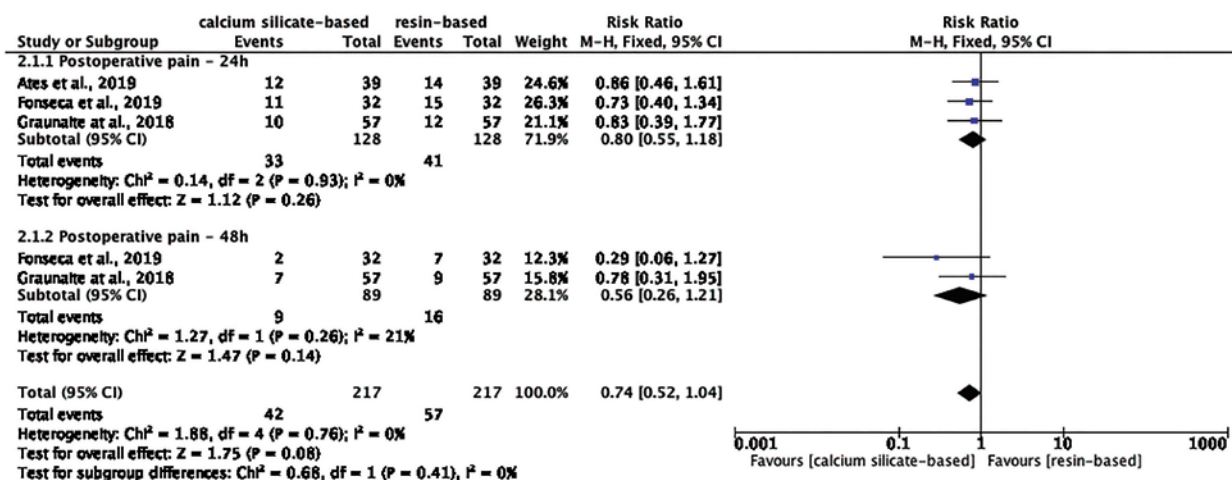 calcium silicate-based resin-based Risk Ratio Risk Ratio
Study or Subgroup Events Total Events Total Weight M-H, Fixed, 95% CI M-H, Fixed, 95% CI
2.1.1 Postoperative pain - 24h
Ates et al., 2019 12 39 14 39 24.6% 0.86 [0.46, 1.61]
Fonseca et al., 2019 11 32 15 32 26.3% 0.73 [0.40, 1.34]
Graunaite at al., 2018 10 57 12 57 21.1% 0.83 [0.39, 1.77]
Subtotal (95% CI) 128 128 71.9% 0.80 [0.55, 1.18]
Total events 33 41
Heterogeneity: Chi² = 0.14, df = 2 (P = 0.93); I² = 0%
Test for overall effect: Z = 1.12 (P = 0.26)
2.1.2 Postoperative pain - 48h
Fonseca et al., 2019 2 32 7 32 12.3% 0.29 [0.06, 1.27]
Graunaite at al., 2018 7 57 9 57 15.8% 0.78 [0.31, 1.95]
Subtotal (95% CI) 89 89 28.1% 0.56 [0.26, 1.21]
Total events 9 16
Heterogeneity: Chi² = 1.27, df = 1 (P = 0.26); I² = 21%
Test for overall effect: Z = 1.47 (P = 0.14)
Total (95% CI) 217 217 100.0% 0.74 [0.52, 1.04]
Total events 42 57
Heterogeneity: Chi² = 1.88, df = 4 (P = 0.76); I² = 0%
Test for overall effect: Z = 1.75 (P = 0.08)
Test for subgroup differences: Chi² = 0.68, df = 1 (P = 0.41), I² = 0%
0.001 0.1 1 10 1000
Favours [calcium silicate-based] Favours [resin-based]